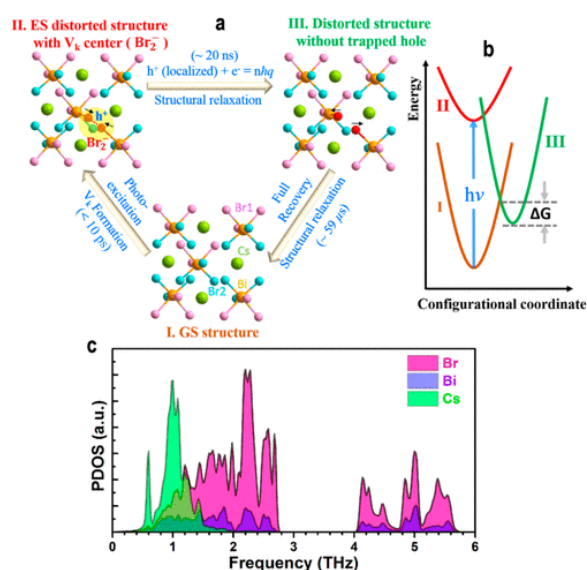 a
II. ES distorted structure
with Vk center ( Br2− )
(~ 20 ns)
h+ (localized) + e- = nhq
Structural relaxation
III. Distorted structure
without trapped hole
h+
Br2−
Photo-
excitation
Vk Formation
(< 10 ps)
Full
Recovery
Structural relaxation
(~ 59 μs)
Br1
Cs
Br2
Bi
I. GS structure
b
Energy
II
III
I
hν
ΔG
Configurational coordinate
c
PDOS (a.u.)
Br
Bi
Cs
0 1 2 3 4 5 6
Frequency (THz)